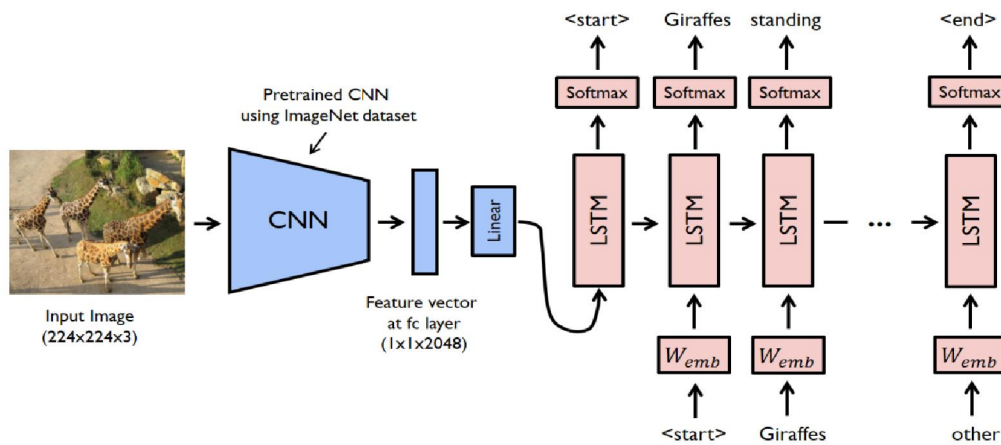 <start> Giraffes standing <end>
Softmax Softmax Softmax Softmax
Pretrained CNN
using ImageNet dataset
CNN
Linear
LSTM LSTM LSTM ... LSTM
Input Image
(224x224x3)
Feature vector
at fc layer
(1x1x2048)
W_emb W_emb W_emb
<start> Giraffes other